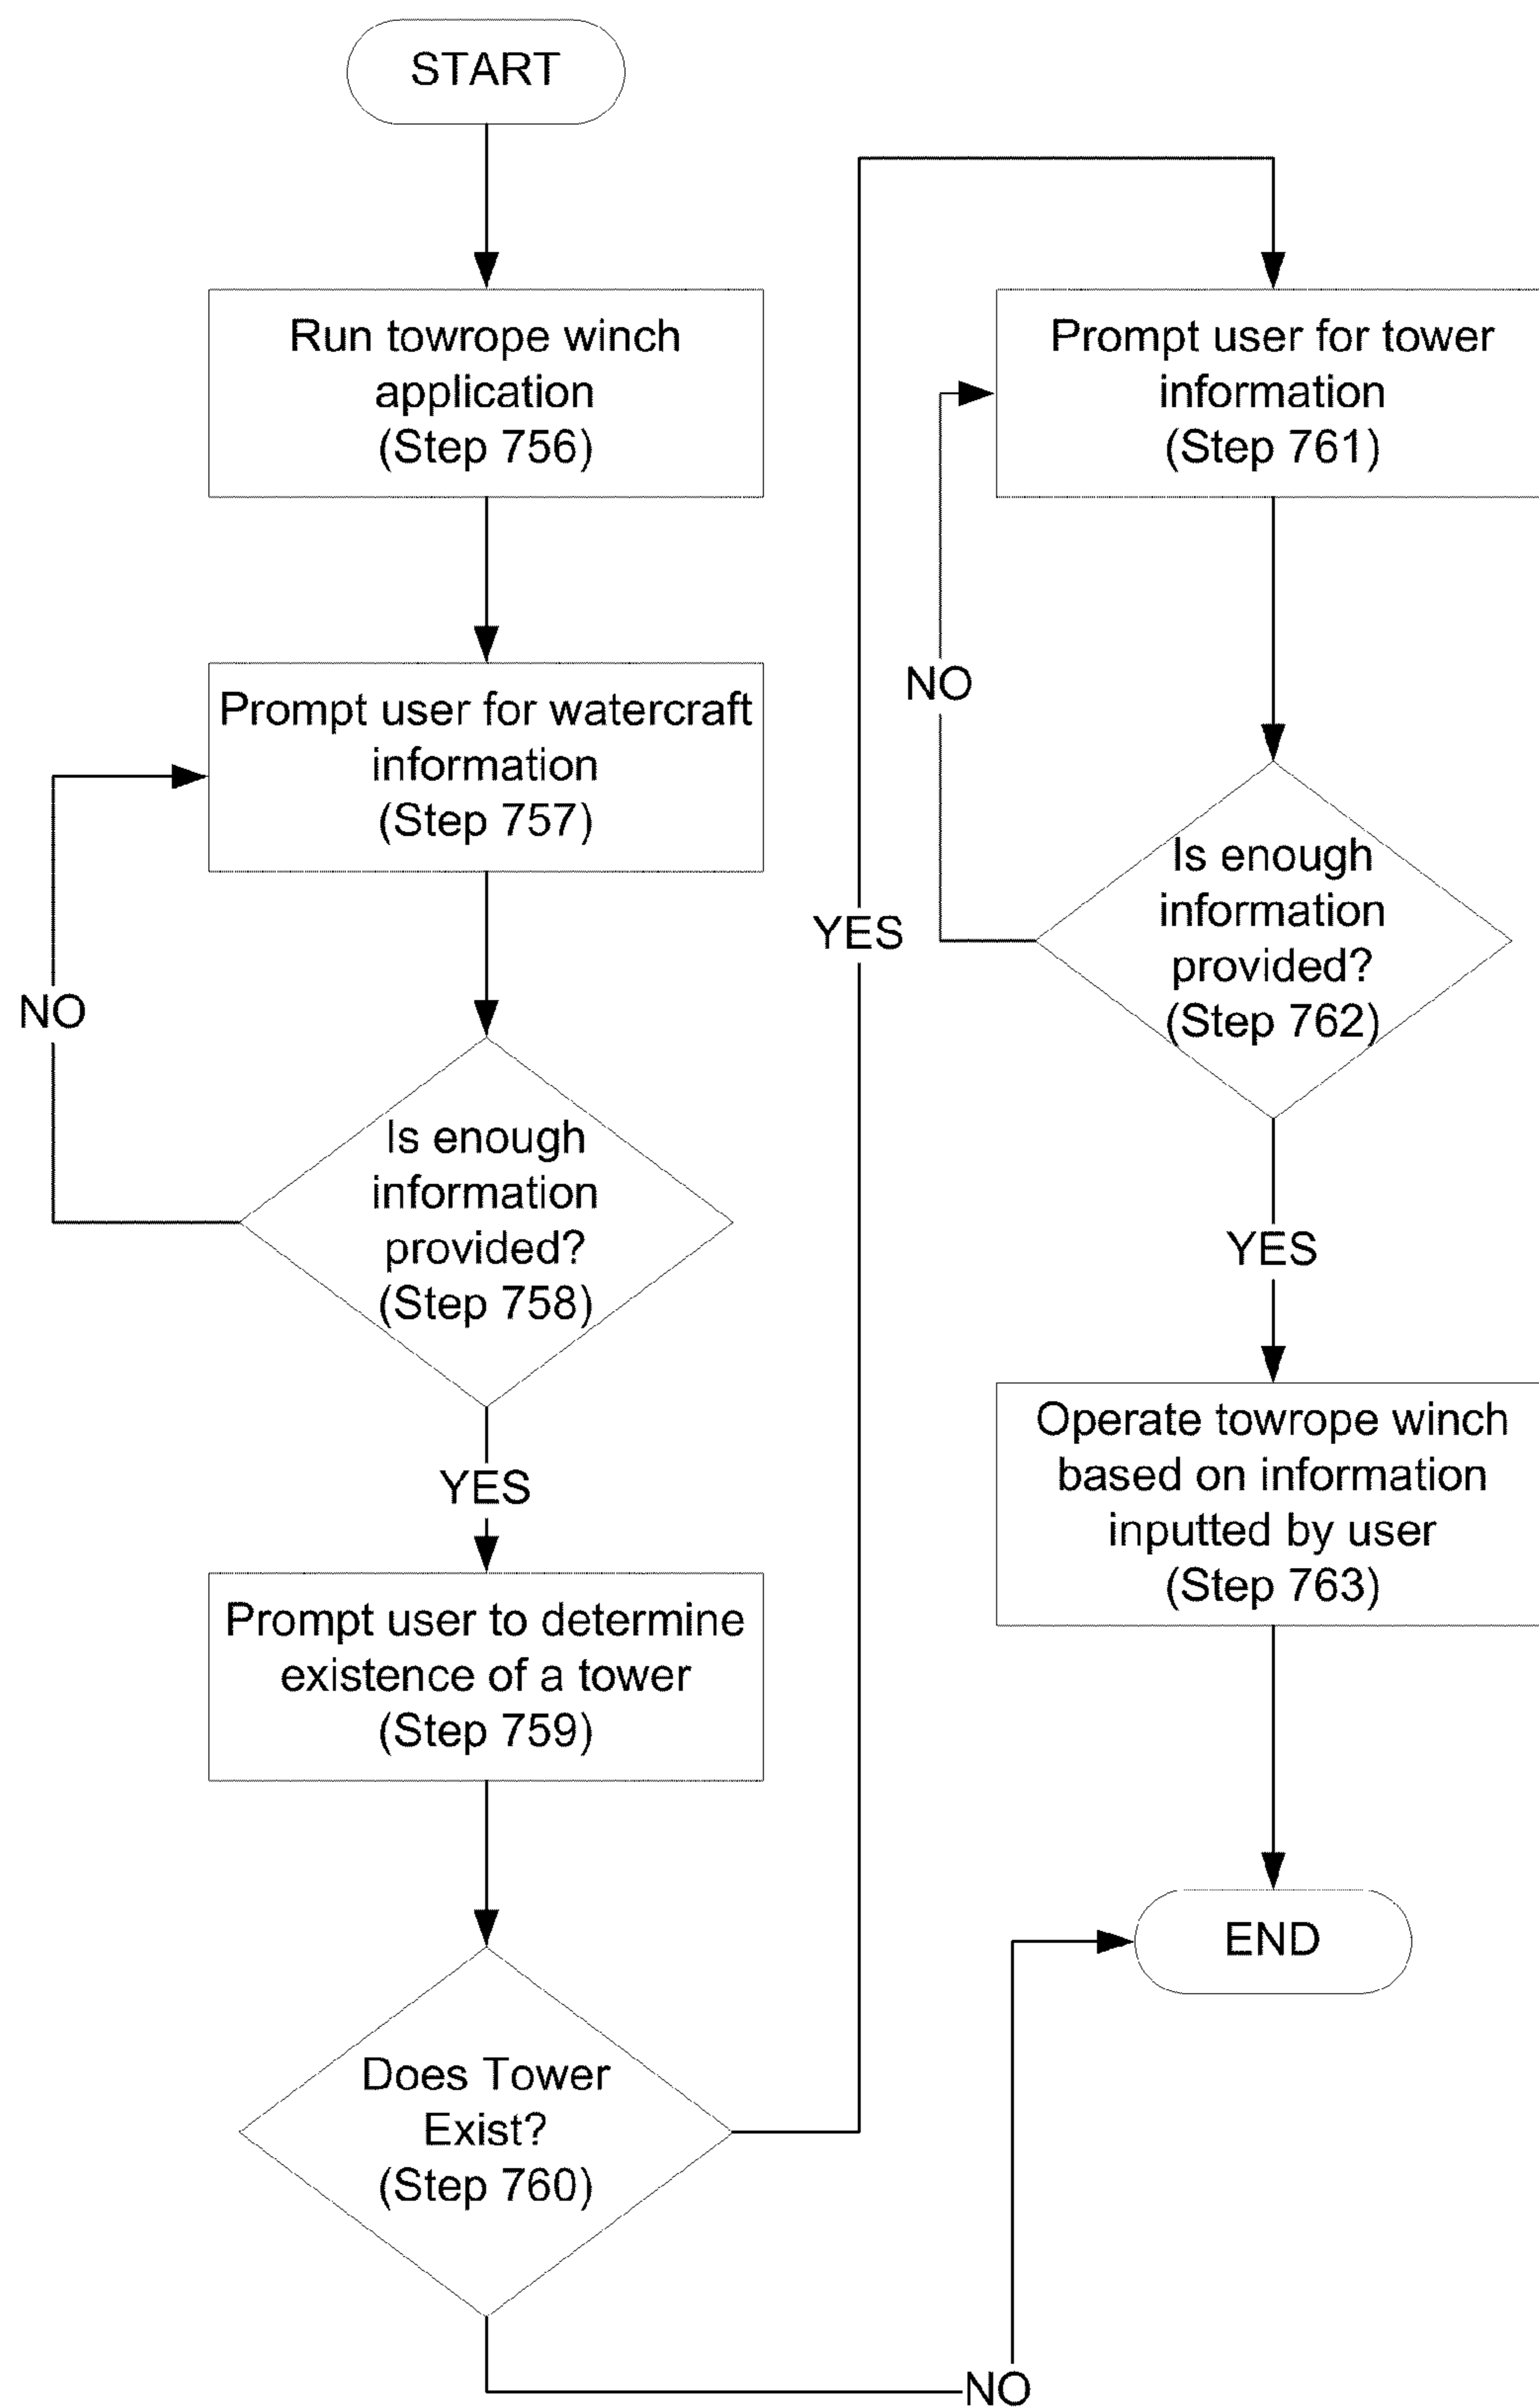 START
Run towrope winch
application
(Step 756)
Prompt user for watercraft
information
(Step 757)
NO
Is enough
information
provided?
(Step 758)
YES
Prompt user to determine
existence of a tower
(Step 759)
Does Tower
Exist?
(Step 760)
YES
NO
Prompt user for tower
information
(Step 761)
NO
Is enough
information
provided?
(Step 762)
YES
Operate towrope winch
based on information
inputted by user
(Step 763)
END